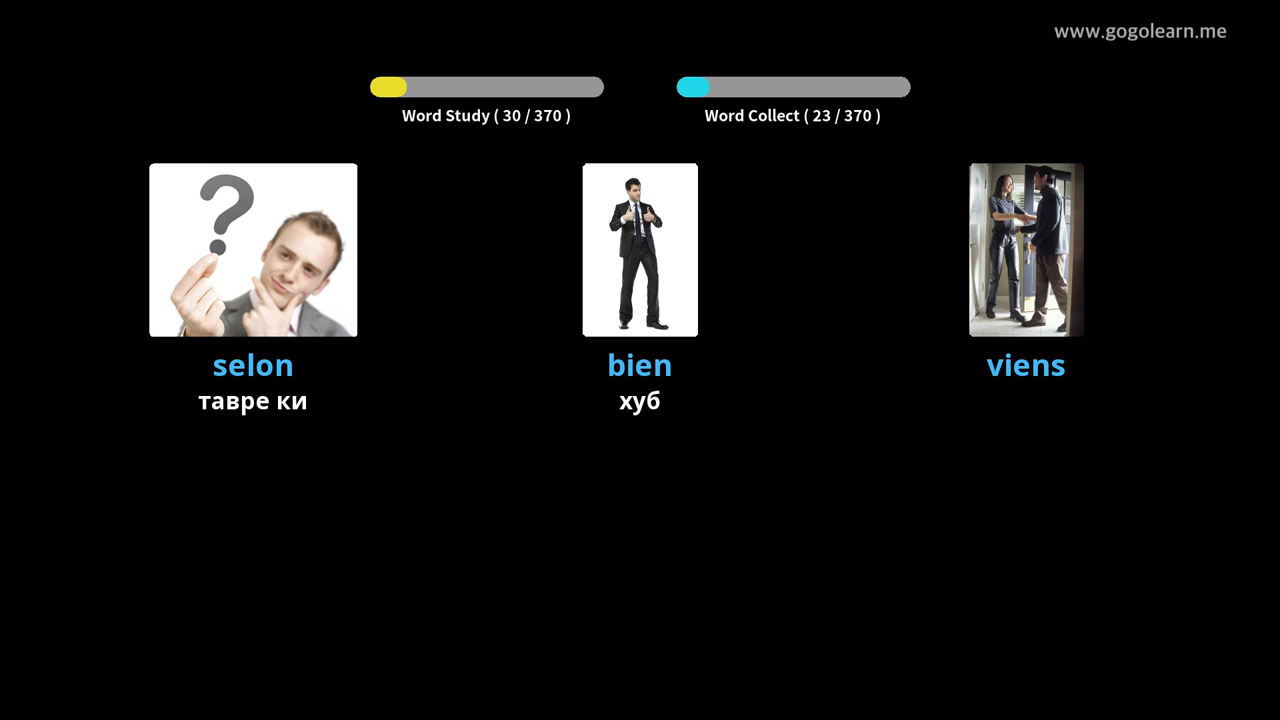 www.gogolearn.me
Word Study ( 30 / 370 )
Word Collect ( 23 / 370 )
selon
bien
viens
тавре ки
хуб